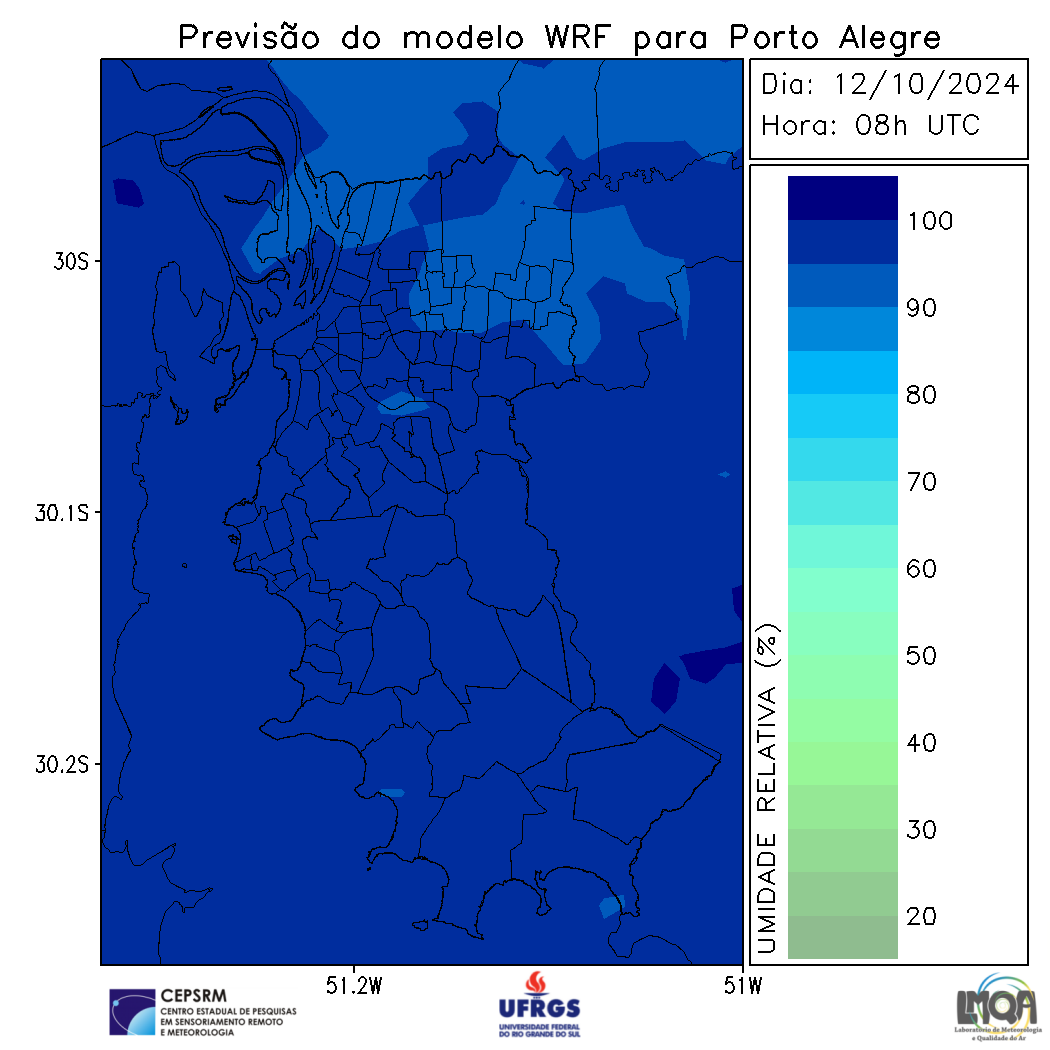 Previsão do modelo WRF para Porto Alegre
Dia: 12/10/2024
Hora: 08h UTC
100
90
80
70
60
50
40
30
20
UMIDADE RELATIVA (%)
30S
30.1S
30.2S
51.2W
51W
CEPSRM
CENTRO ESTADUAL DE PESQUISAS
EM SENSORIAMENTO REMOTO
E METEOROLOGIA
UFRGS
UNIVERSIDADE FEDERAL
DO RIO GRANDE DO SUL
LMQA
Laboratório de Meteorologia
e Qualidade do Ar